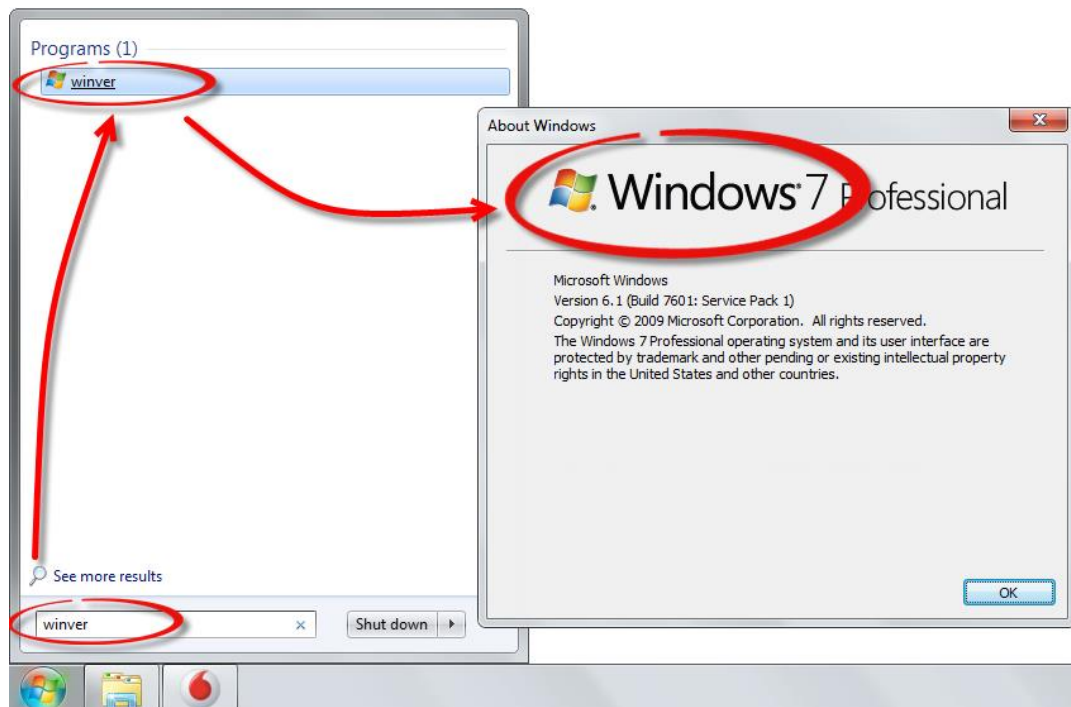 Programs (1)
winver
See more results
winver
Shut down
About Windows
Windows 7 Professional
Microsoft Windows
Version 6.1 (Build 7601: Service Pack 1)
Copyright © 2009 Microsoft Corporation. All rights reserved.
The Windows 7 Professional operating system and its user interface are
protected by trademark and other pending or existing intellectual property
rights in the United States and other countries.
OK